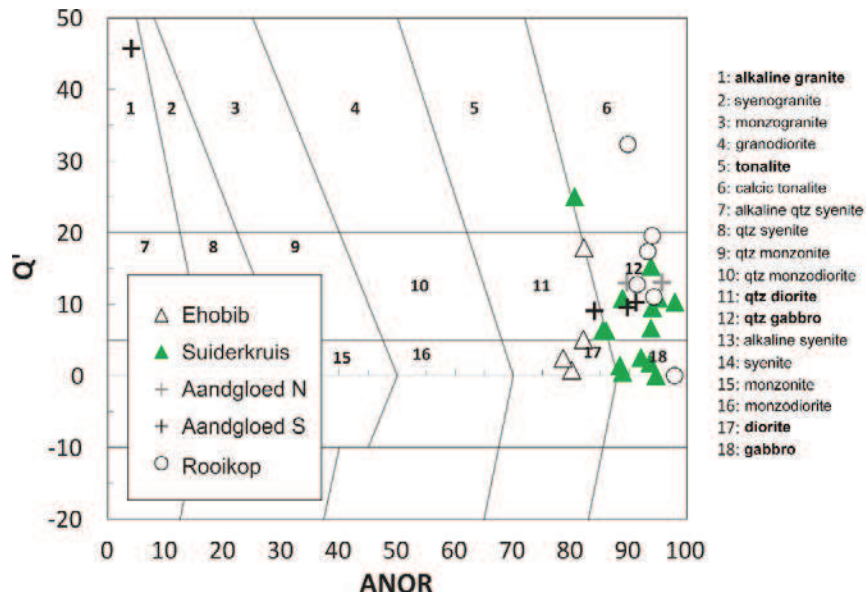 50
40
30
20
10
0
-10
-20
Q'
1 2 3 4 5 6
7 8 9 10 11 12
15 16 17 18
Ehobib
Suiderkruis
Aandgloed N
Aandgloed S
Rooikop
0 10 20 30 40 50 60 70 80 90 100
ANOR
1: alkaline granite
2: syenogranite
3: monzogranite
4: granodiorite
5: tonalite
6: calcic tonalite
7: alkaline qtz syenite
8: qtz syenite
9: qtz monzonite
10: qtz monzodiorite
11: qtz diorite
12: qtz gabbro
13: alkaline syenite
14: syenite
15: monzonite
16: monzodiorite
17: diorite
18: gabbro